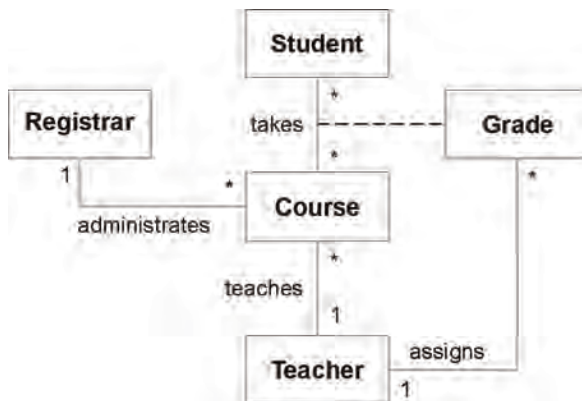 Student
*
takes
*
Registrar
1
*
administrates
Grade
*
Course
*
teaches
1
Teacher
assigns
1